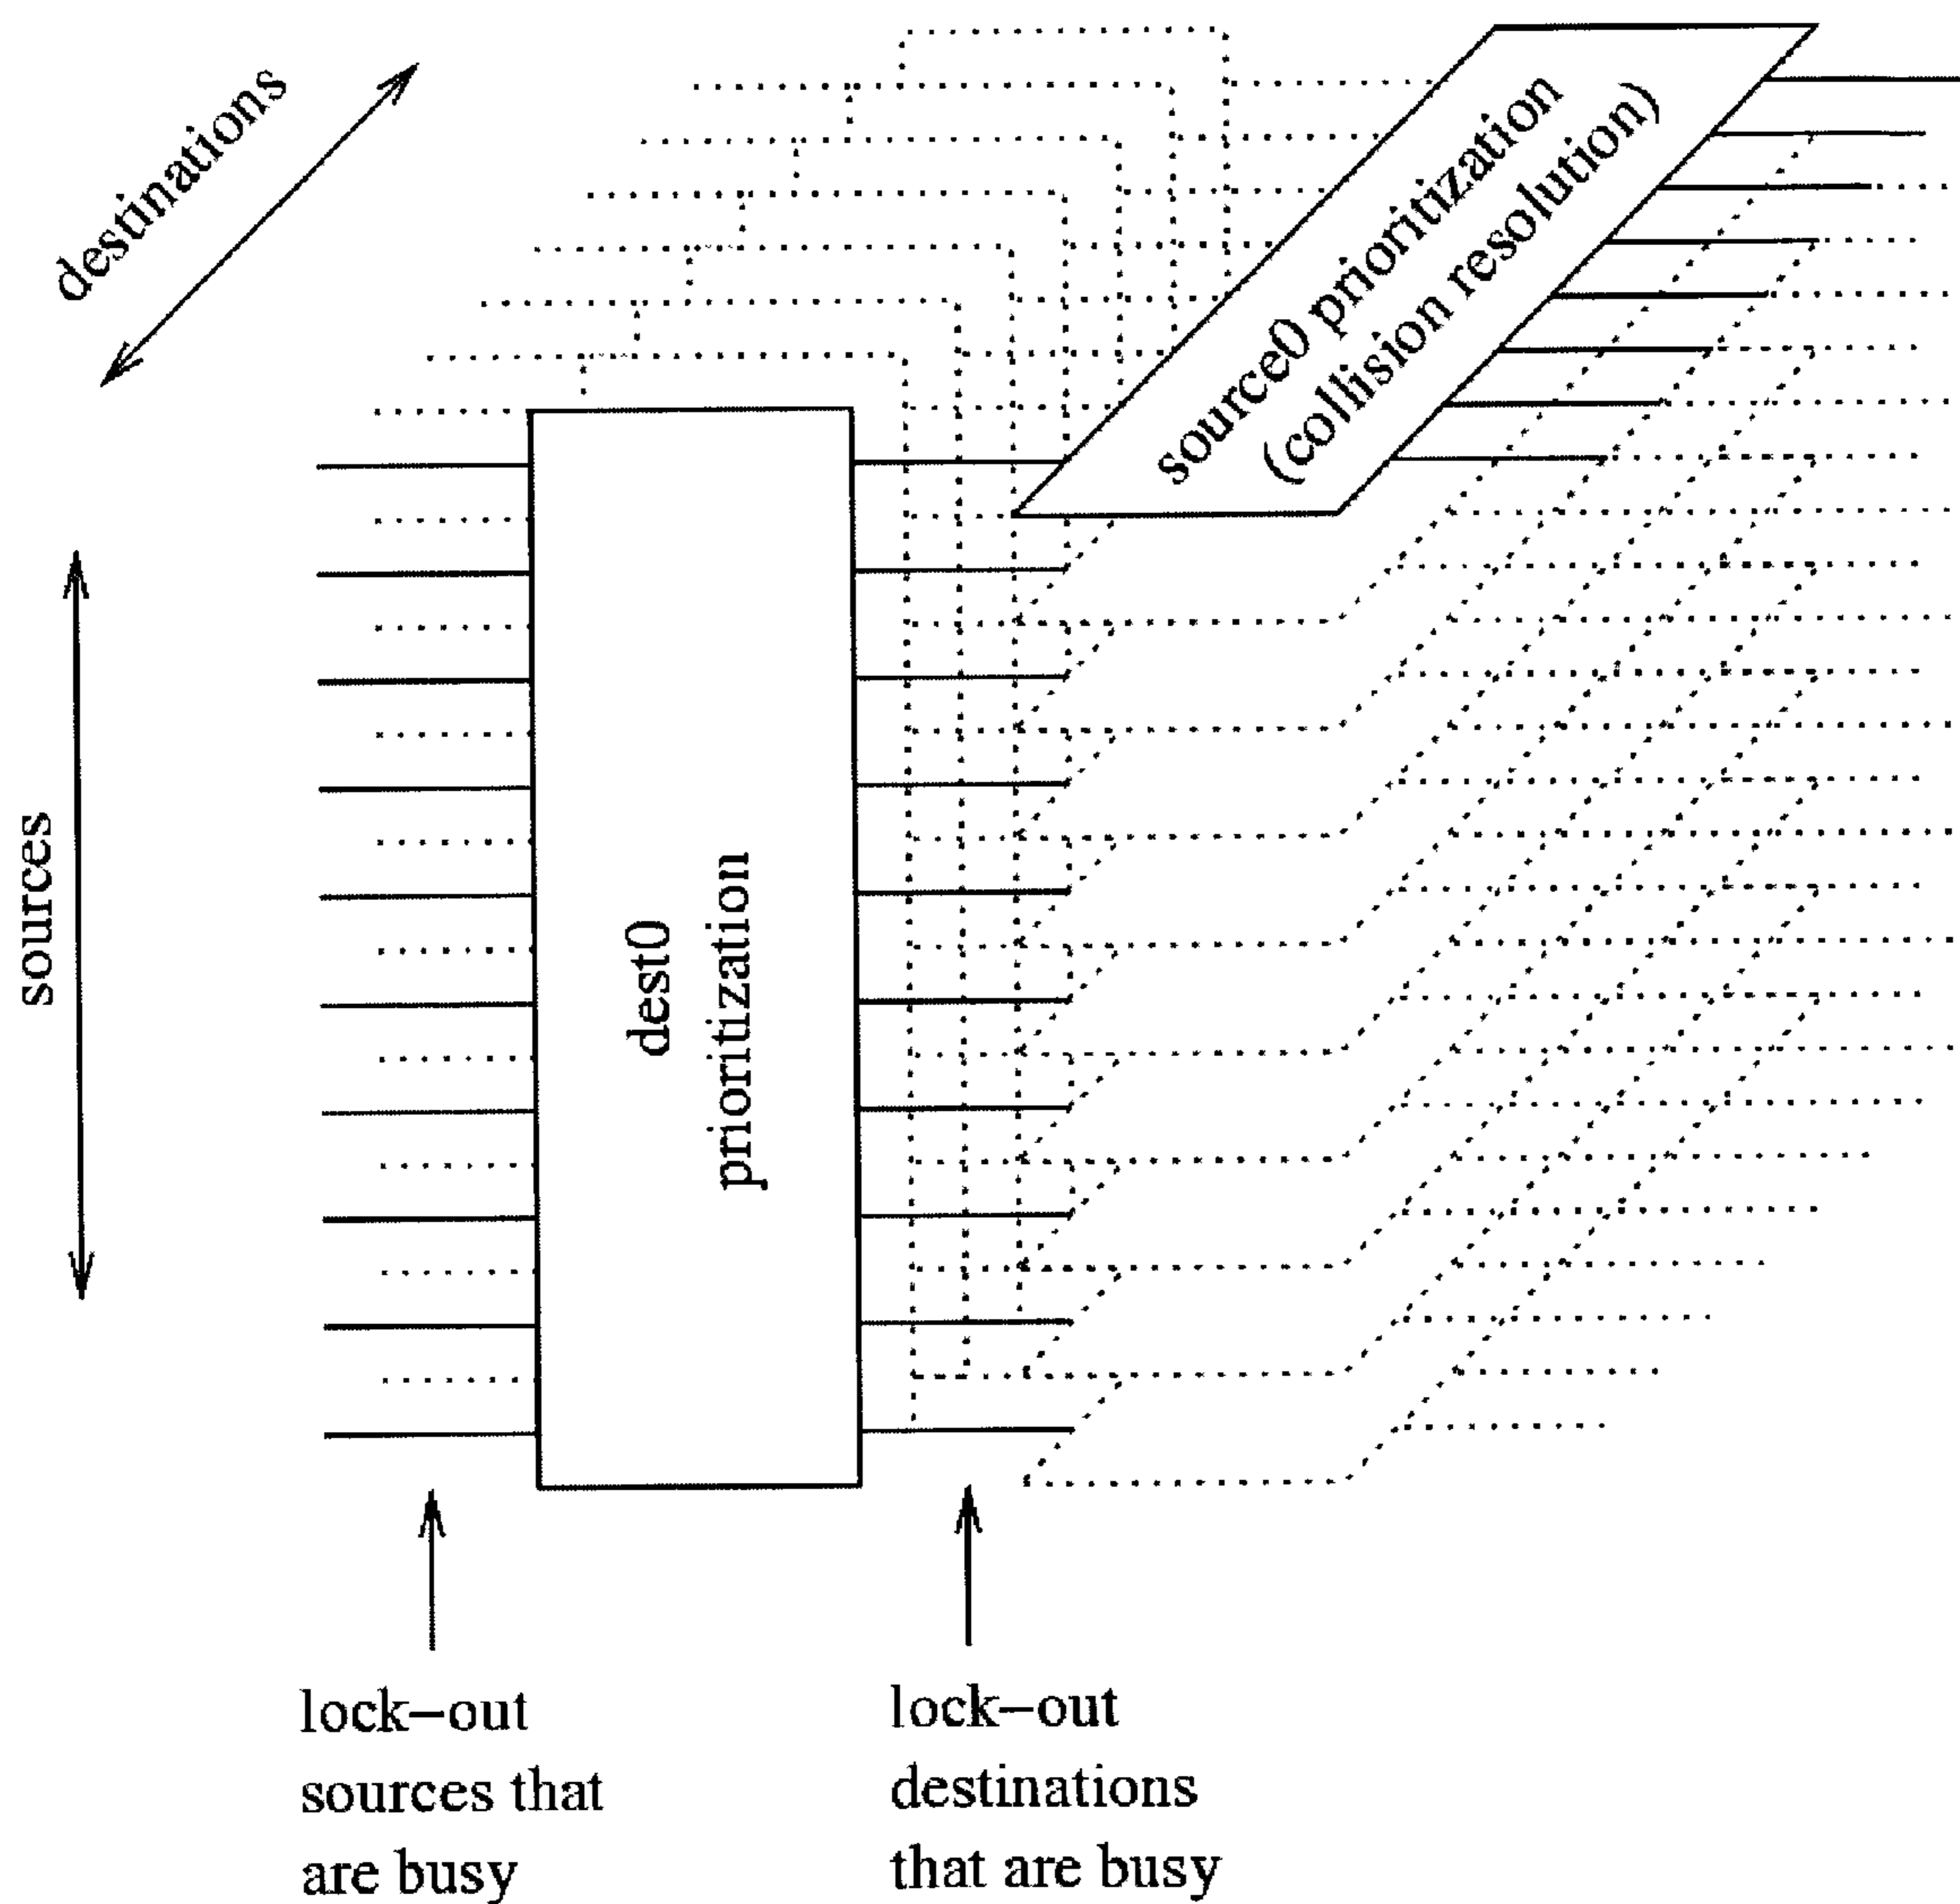 destinations
source0 prioritization
(collision resolution)
sources
dest0
prioritization
lock–out
sources that
are busy
lock–out
destinations
that are busy